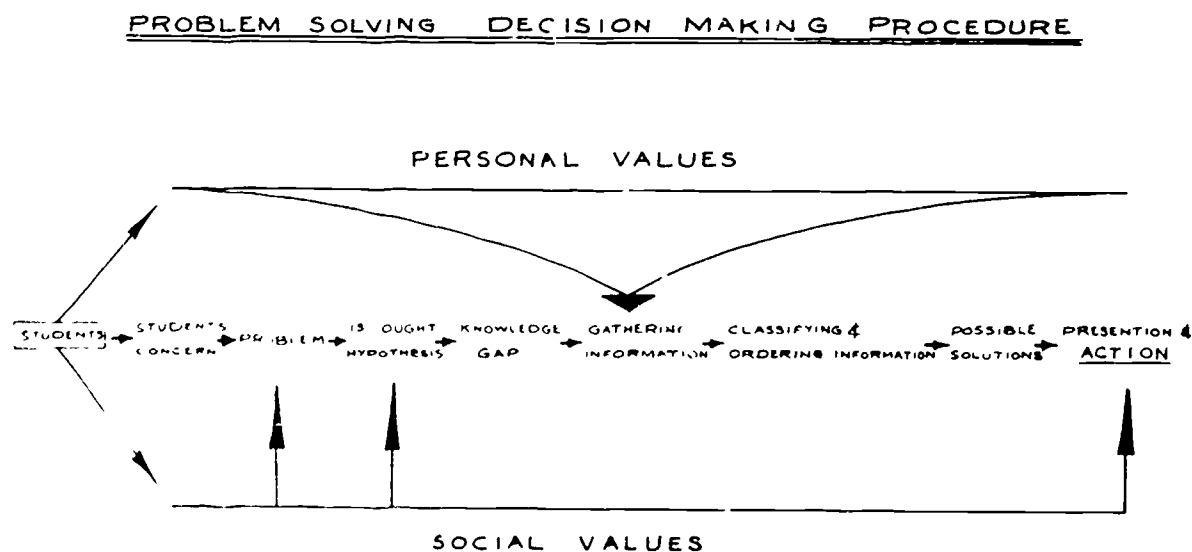 PROBLEM SOLVING DECISION MAKING PROCEDURE
PERSONAL VALUES
STUDENTS
STUDENTS
CONCERN
PROBLEM
IS OUGHT
HYPOTHESIS
KNOWLEDGE
GAP
GATHERING
INFORMATION
CLASSIFYING &
ORDERING INFORMATION
POSSIBLE
SOLUTIONS
PRESENTION &
ACTION
SOCIAL VALUES